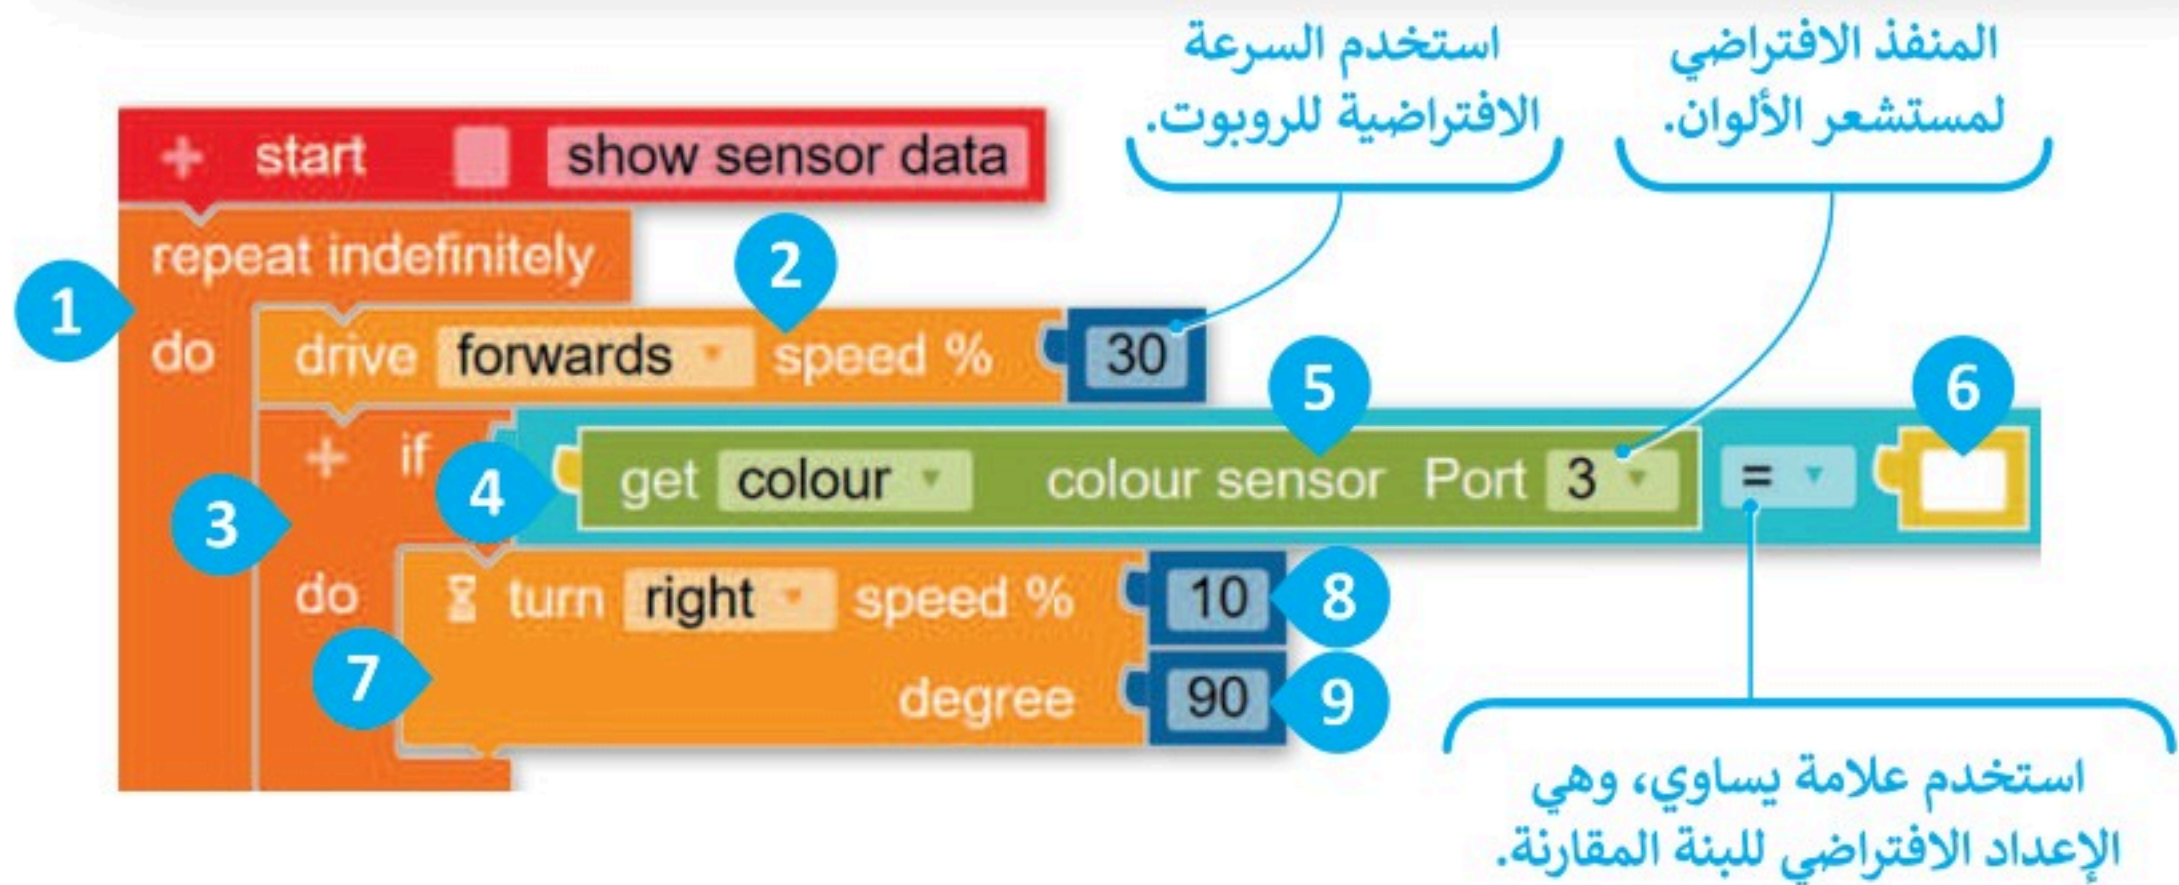 المنفذ الافتراضي
لمستشعر الألوان.
استخدم السرعة
الافتراضية للروبوت.
+ start show sensor data
repeat indefinitely
1
2
do drive forwards speed % 30
3
+ if 4 get colour colour sensor Port 3 =
5
6
do turn right speed % 10 8
7
degree 90 9
استخدم علامة يساوي، وهي
الإعداد الافتراضي للبنة المقارنة.